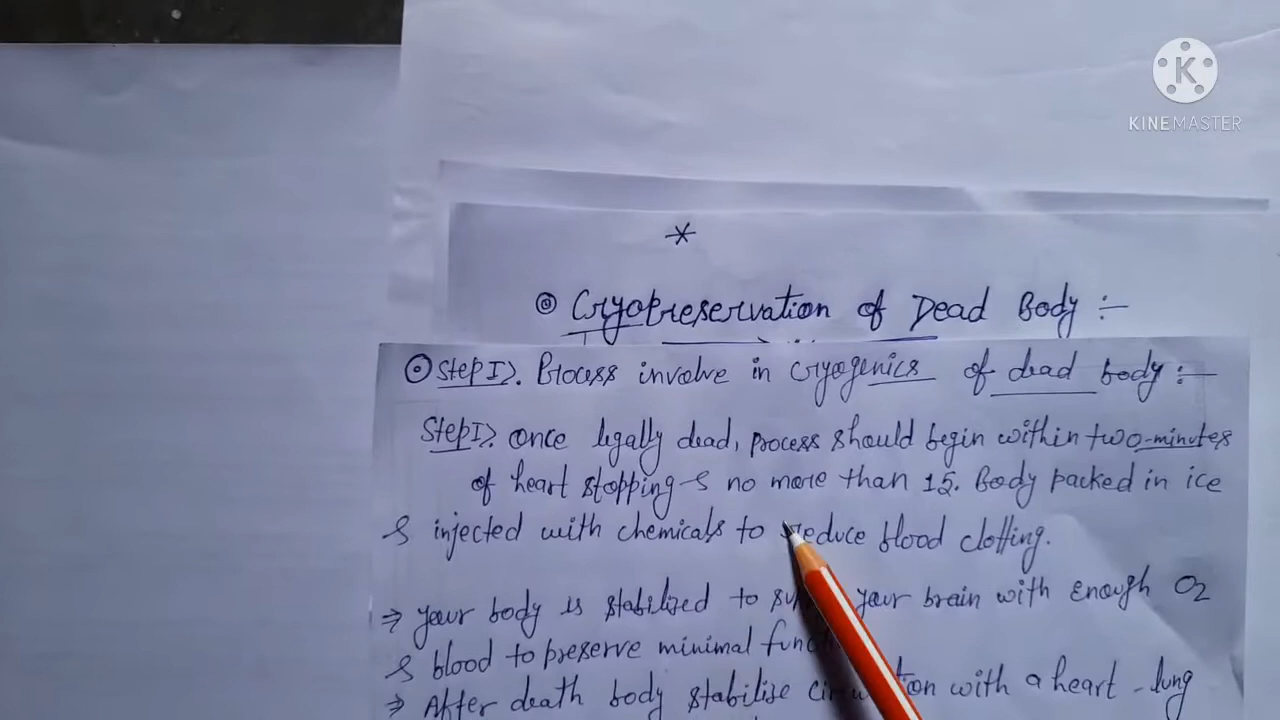 K
KINEMASTER
*
Cryopreservation of Dead Body :-
Step I>. Process involve in cryogenics of dead body :-
Step I> Once legally dead, process should begin within two-minutes
of heart stopping & no more than 15. Body packed in ice
& injected with chemicals to reduce blood clotting.
⇒ your body is stabilized to your brain with enough O2
& blood to preserve minimal
⇒ After death body stabilise with a heart - lung